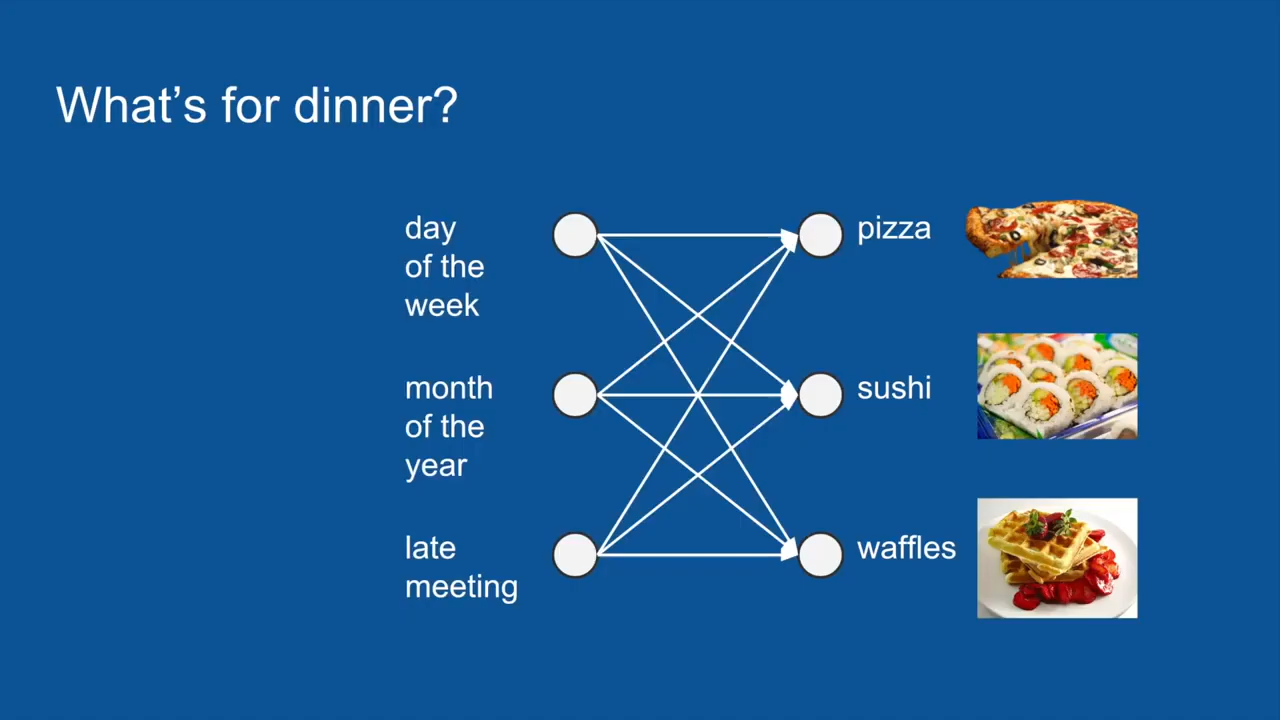 What's for dinner?
day
of the
week
pizza
month
of the
year
sushi
late
meeting
waffles